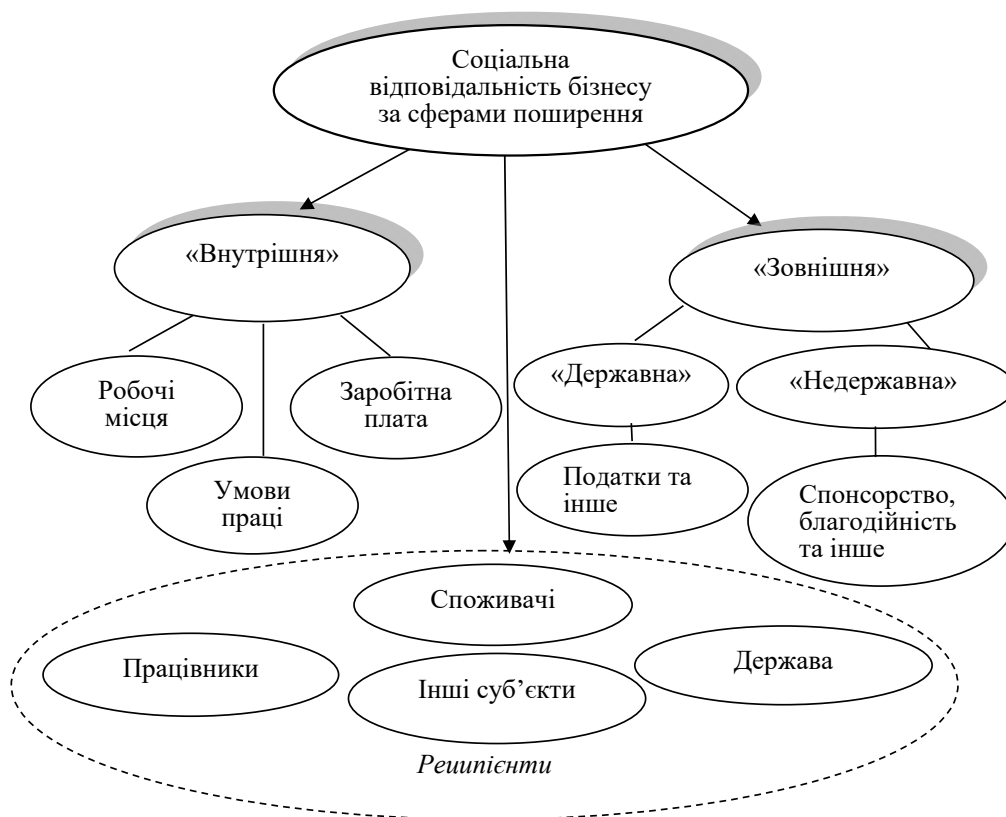 Соціальна
відповідальність бізнесу
за сферами поширення
«Внутрішня»
«Зовнішня»
Робочі
місця
Заробітна
плата
«Державна»
«Недержавна»
Умови
праці
Податки та
інше
Спонсорство,
благодійність
та інше
Споживачі
Працівники
Інші суб’єкти
Держава
Реципієнти